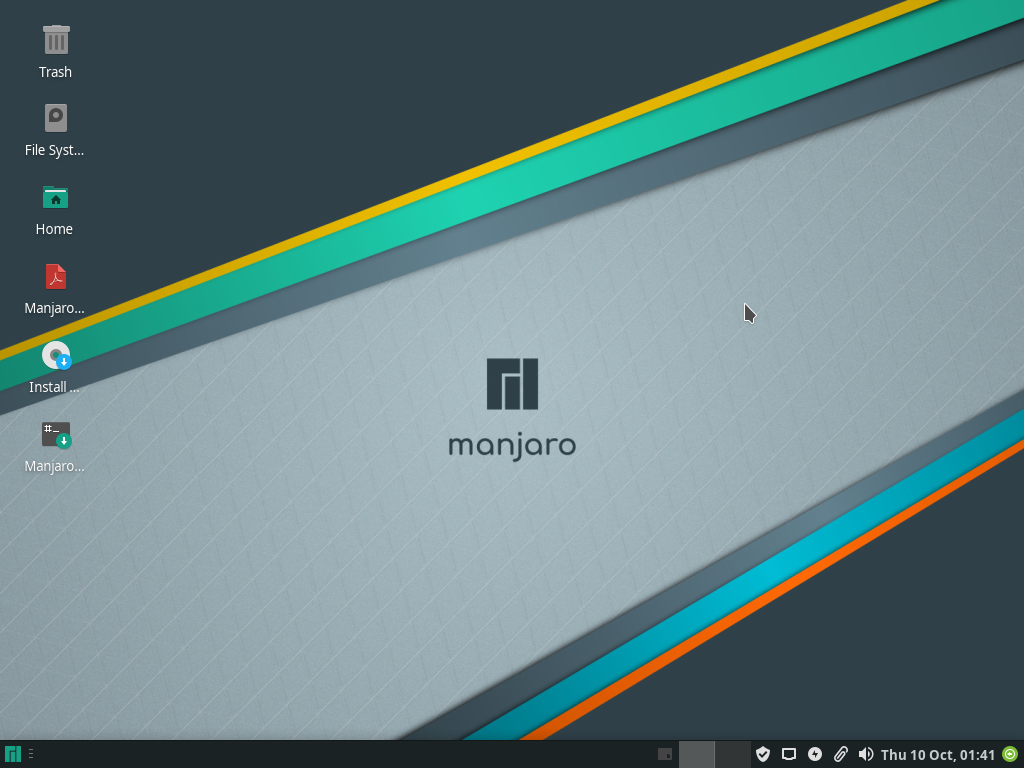 Trash
File Syst...
Home
Manjaro...
Install ...
Manjaro...
manjaro
Thu 10 Oct, 01:41